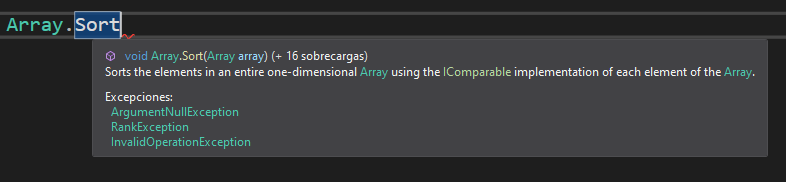 Array.Sort
void Array.Sort(Array array) (+ 16 sobrecargas)
Sorts the elements in an entire one-dimensional Array using the IComparable implementation of each element of the Array.
Excepciones:
ArgumentNullException
RankException
InvalidOperationException